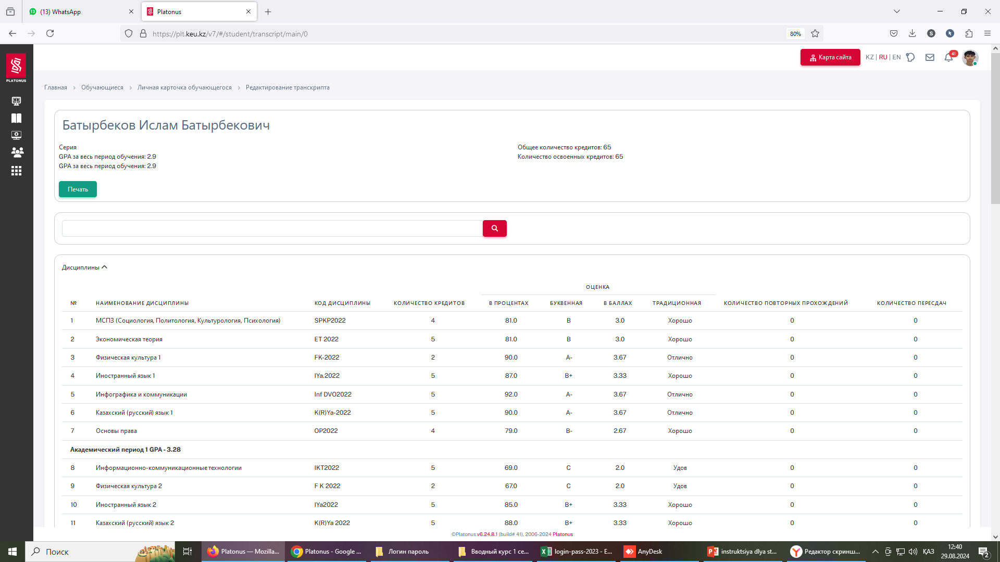 (13) WhatsApp
Platonus
https://plt.keu.kz/v7/#/student/transcript/main/0
80%
PLATONUS
Карта сайта
KZ | RU | EN
41
Главная > Обучающиеся > Личная карточка обучающегося > Редактирование транскрипта
Батырбеков Ислам Батырбекович
Серия
GPA за весь период обучения: 2.9
GPA за весь период обучения: 2.9
Общее количество кредитов: 65
Количество освоенных кредитов: 65
Печать
Дисциплины
ОЦЕНКА
№ НАИМЕНОВАНИЕ ДИСЦИПЛИНЫ КОД ДИСЦИПЛИНЫ КОЛИЧЕСТВО КРЕДИТОВ В ПРОЦЕНТАХ БУКВЕННАЯ В БАЛЛАХ ТРАДИЦИОННАЯ КОЛИЧЕСТВО ПОВТОРНЫХ ПРОХОЖДЕНИЙ КОЛИЧЕСТВО ПЕРЕСДАЧ
1 МСПЗ (Социология, Политология, Культурология, Психология) SPKP2022 4 81.0 B 3.0 Хорошо 0 0
2 Экономическая теория ET 2022 5 81.0 B 3.0 Хорошо 0 0
3 Физическая культура 1 FK-2022 2 90.0 A- 3.67 Отлично 0 0
4 Иностранный язык 1 IYa.2022 5 87.0 B+ 3.33 Хорошо 0 0
5 Инфографика и коммуникации Inf DVO2022 5 92.0 A- 3.67 Отлично 0 0
6 Казахский (русский) язык 1 K(R)Ya-2022 5 90.0 A- 3.67 Отлично 0 0
7 Основы права OP2022 4 79.0 B- 2.67 Хорошо 0 0
Академический период 1 GPA - 3.28
8 Информационно-коммуникационные технологии IKT2022 5 69.0 C 2.0 Удов 0 0
9 Физическая культура 2 F K 2022 2 67.0 C 2.0 Удов 0 0
10 Иностранный язык 2 IYa2022 5 85.0 B+ 3.33 Хорошо 0 0
11 Казахский (русский) язык 2 K(R)Ya 2022 5 88.0 B+ 3.33 Хорошо 0 0
©Platonus v6.24.8.1 (build# 41), 2006-2024 Platonus
Поиск
Platonus — Mozilla...
Platonus - Google ...
Логин пароль
Вводный курс 1 се...
login-pass-2023 - E...
AnyDesk
instruktsiya dlya st...
Редактор скринш...
ҚАЗ
12:40
29.08.2024
2